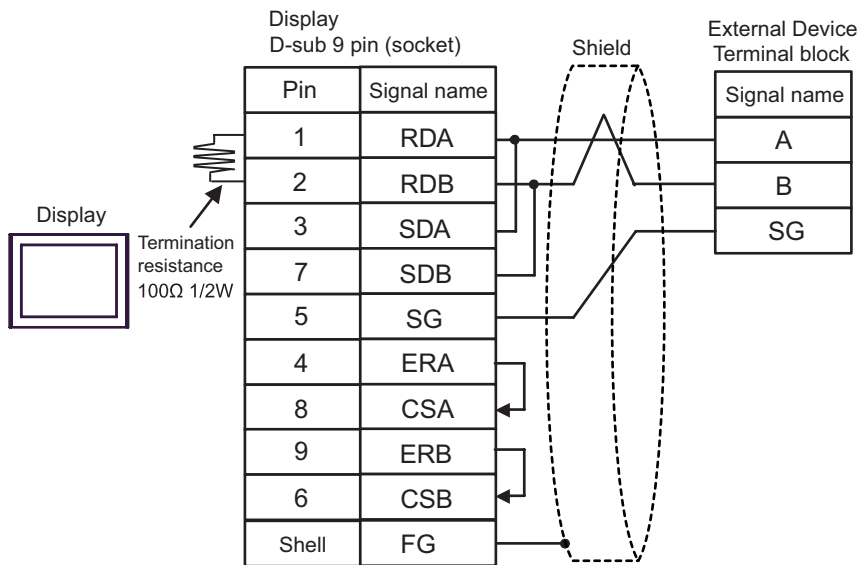 Display
D-sub 9 pin (socket)
Shield
External Device
Terminal block
Pin Signal name
Signal name
1 RDA
A
2 RDB
B
3 SDA
SG
7 SDB
5 SG
4 ERA
8 CSA
9 ERB
6 CSB
Shell FG
Display
Termination
resistance
100Ω 1/2W